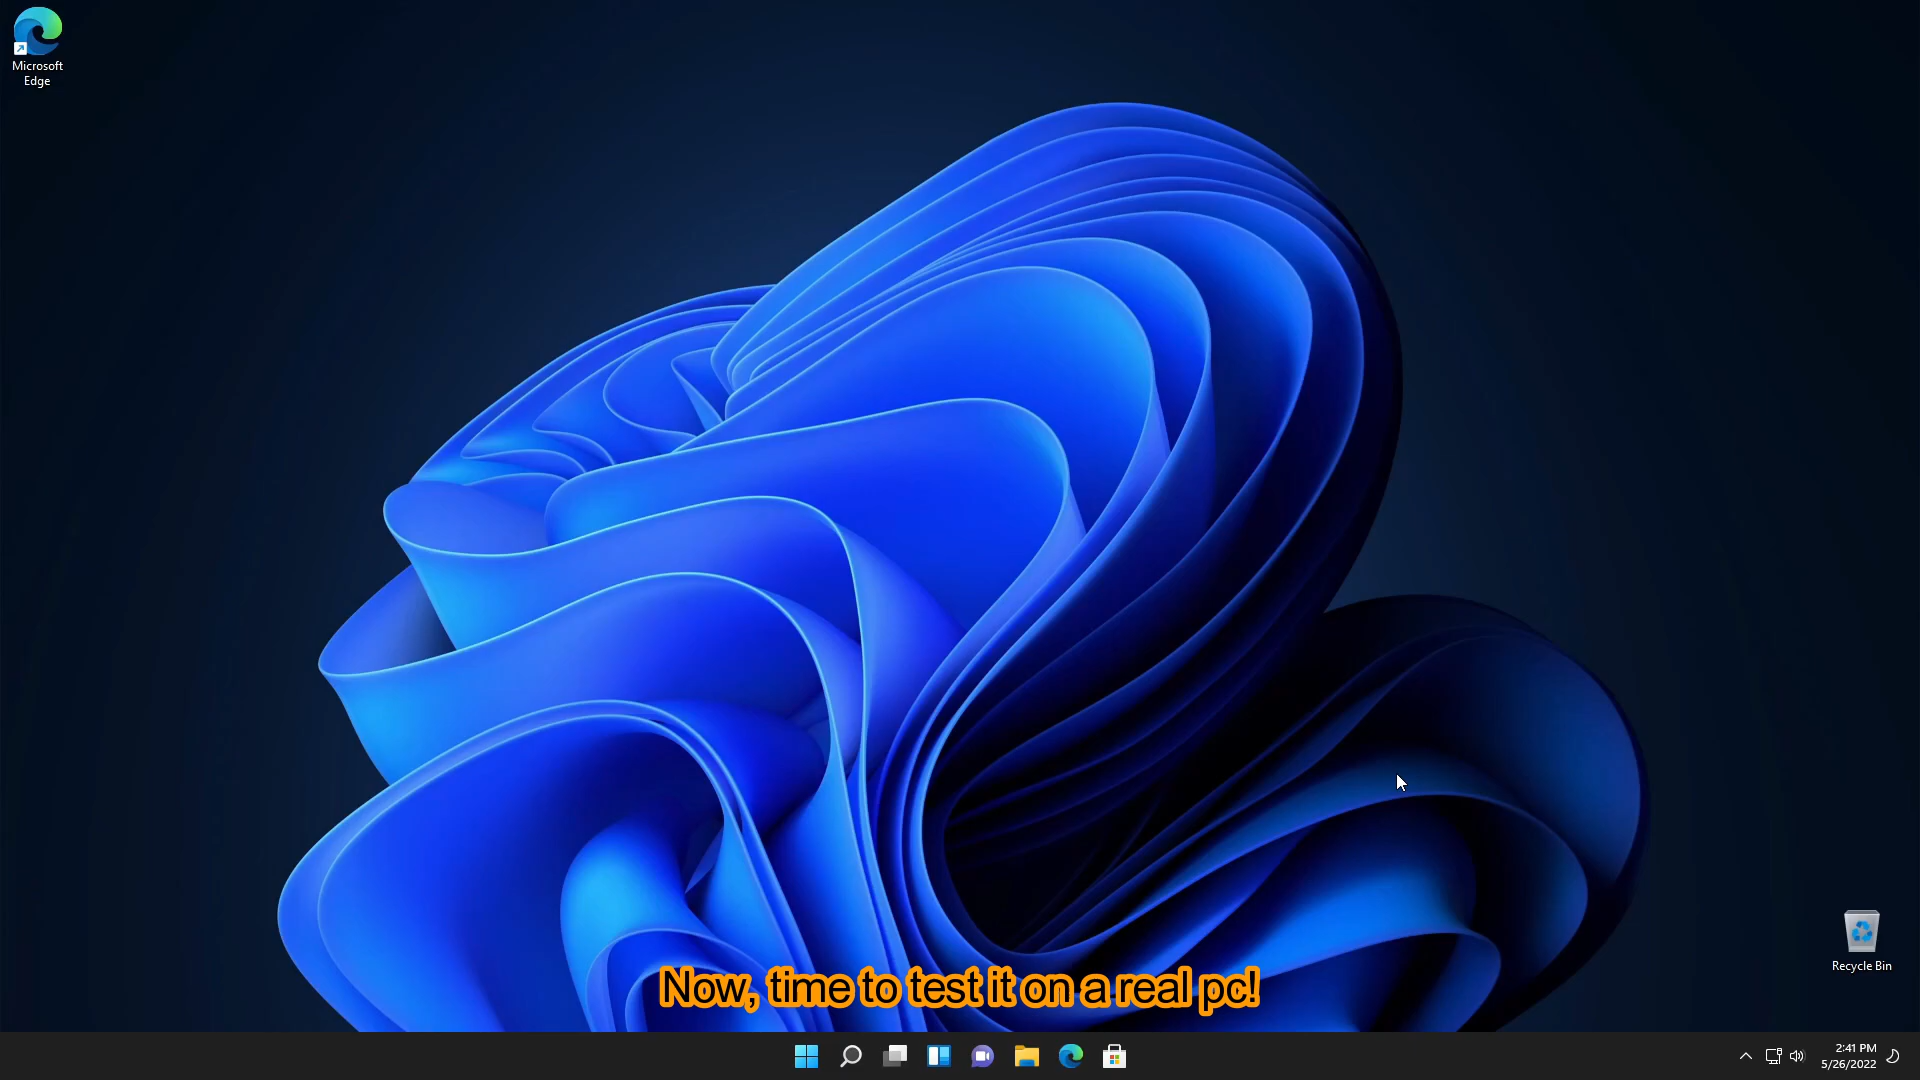 Microsoft
Edge
Recycle Bin
Now, time to test it on a real pc!
2:41 PM
5/26/2022